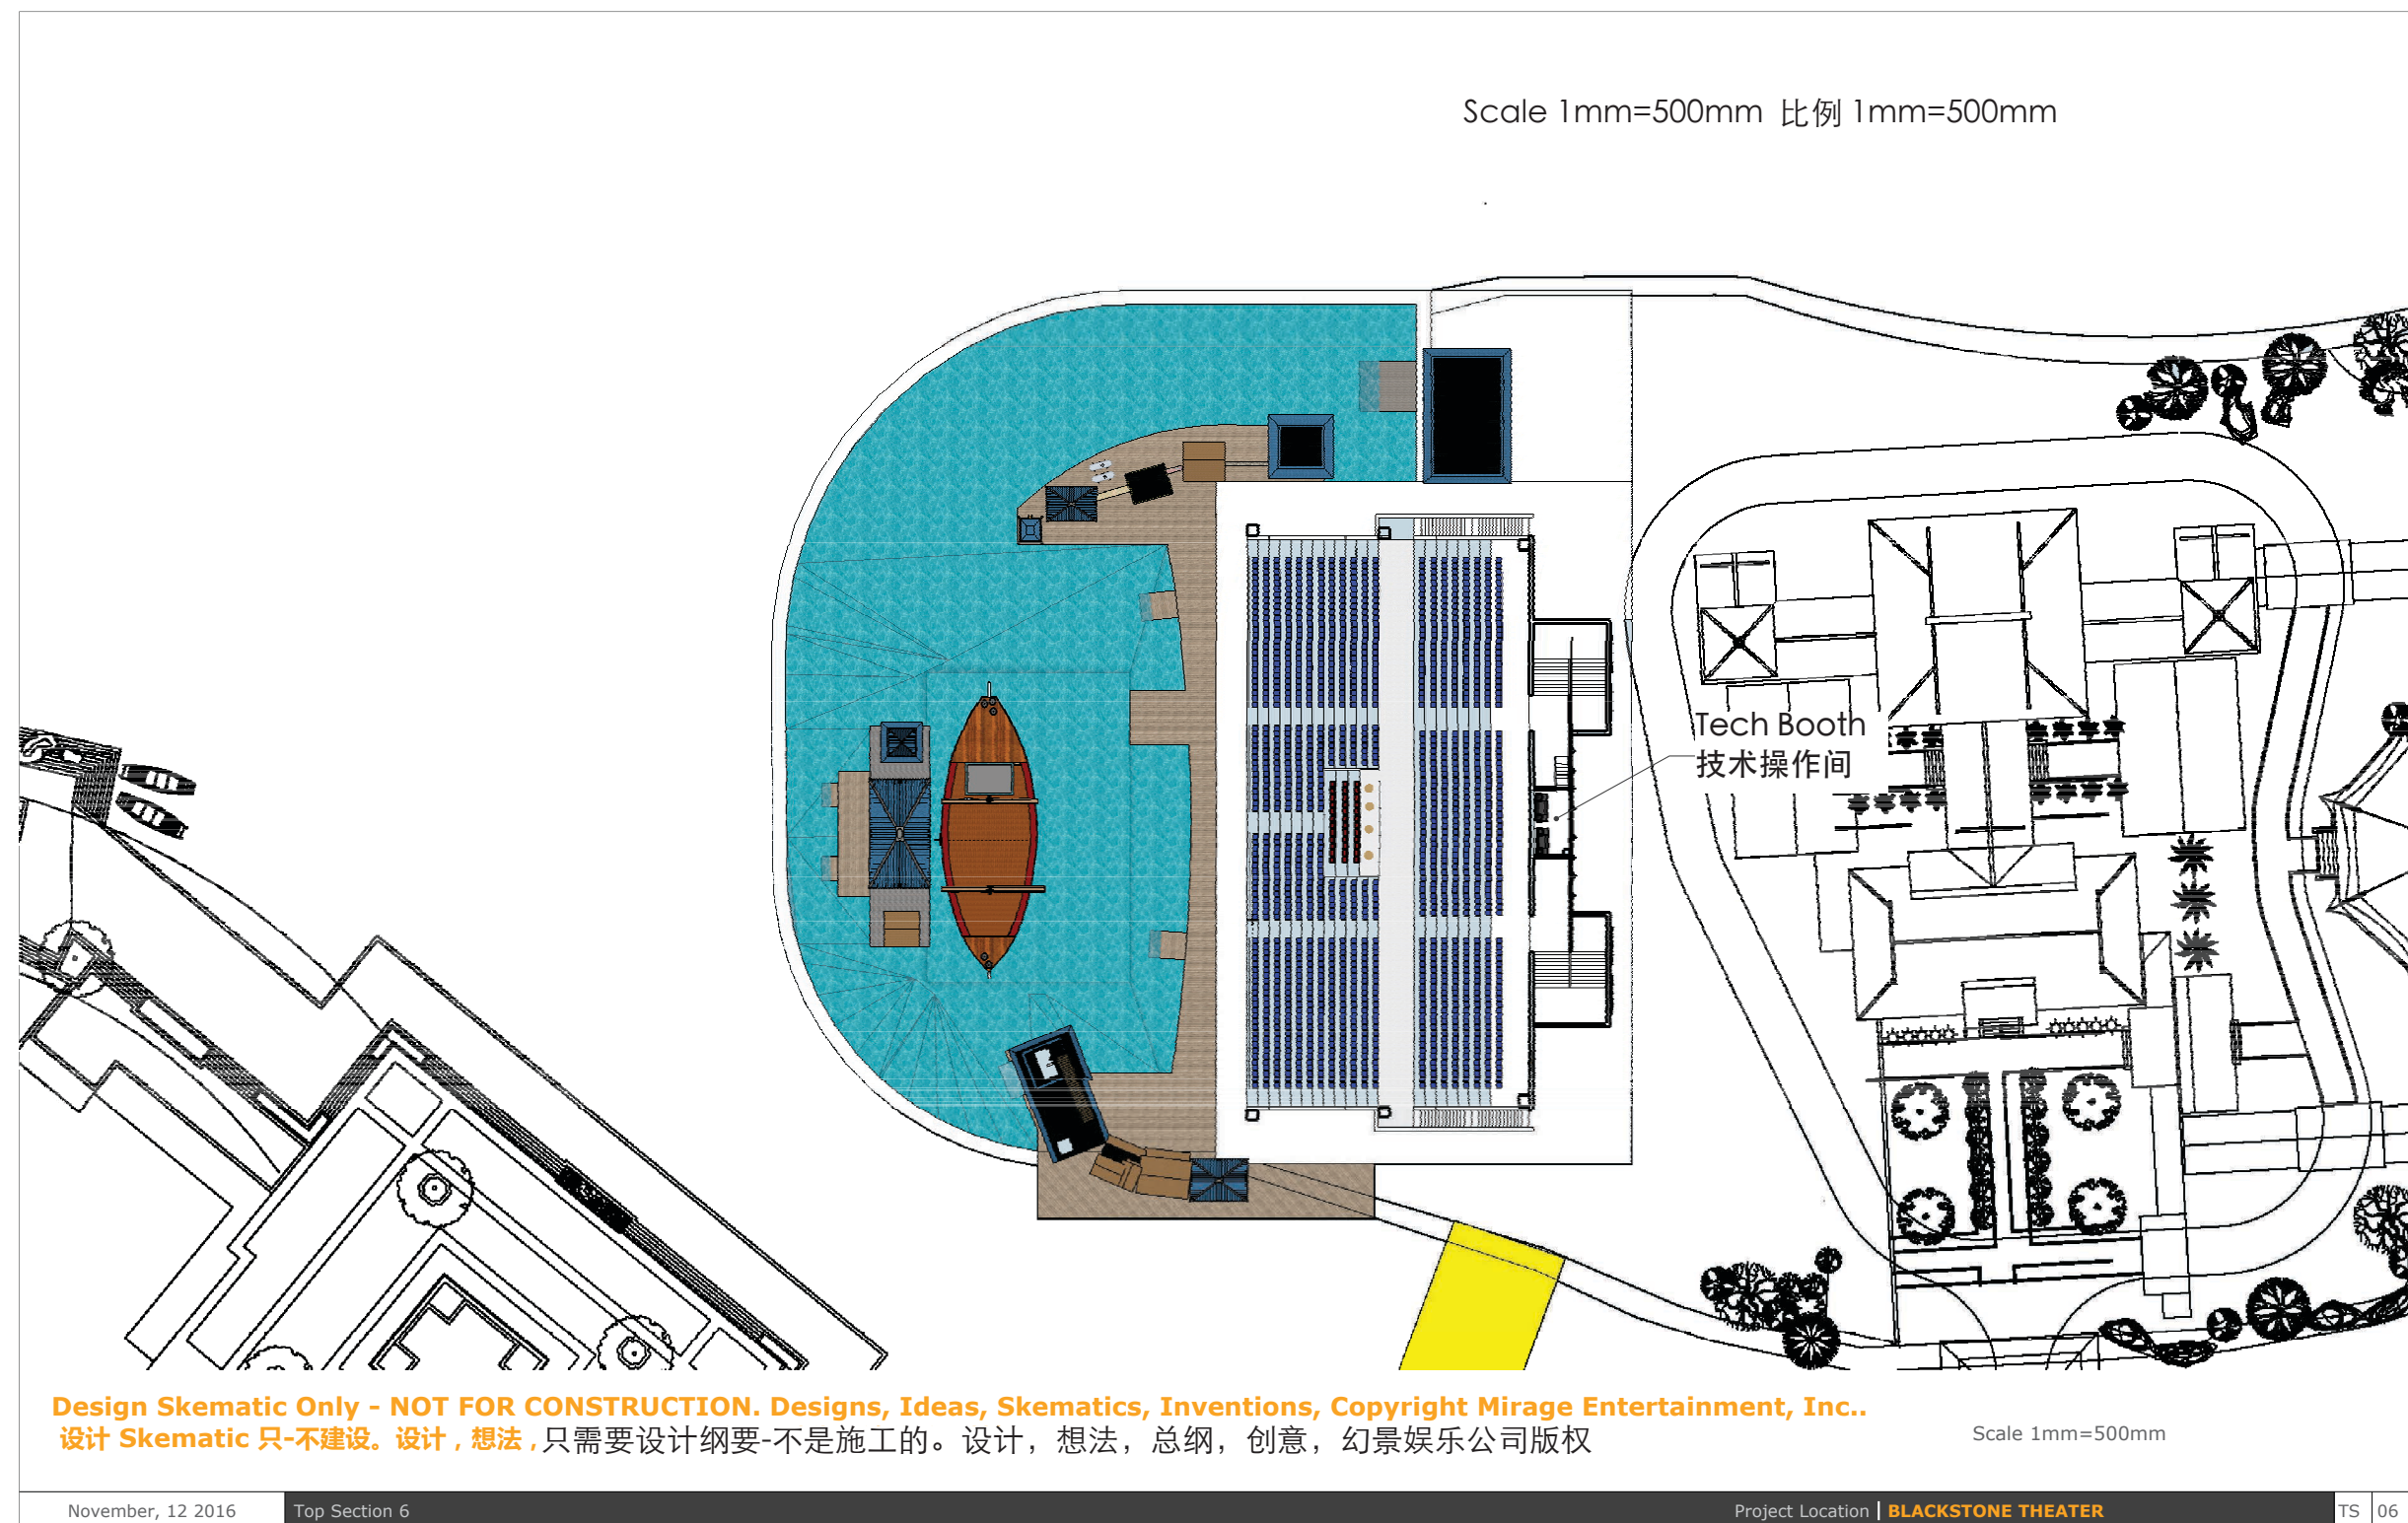 Scale 1mm=500mm 比例 1mm=500mm
Tech Booth
技术操作间
Design Skematic Only - NOT FOR CONSTRUCTION. Designs, Ideas, Skematics, Inventions, Copyright Mirage Entertainment, Inc..
设计 Skematic 只-不建设。设计 , 想法 , 只需要设计纲要-不是施工的。设计，想法，总纲，创意，幻景娱乐公司版权
Scale 1mm=500mm
November, 12 2016
Top Section 6
Project Location | BLACKSTONE THEATER
TS 06